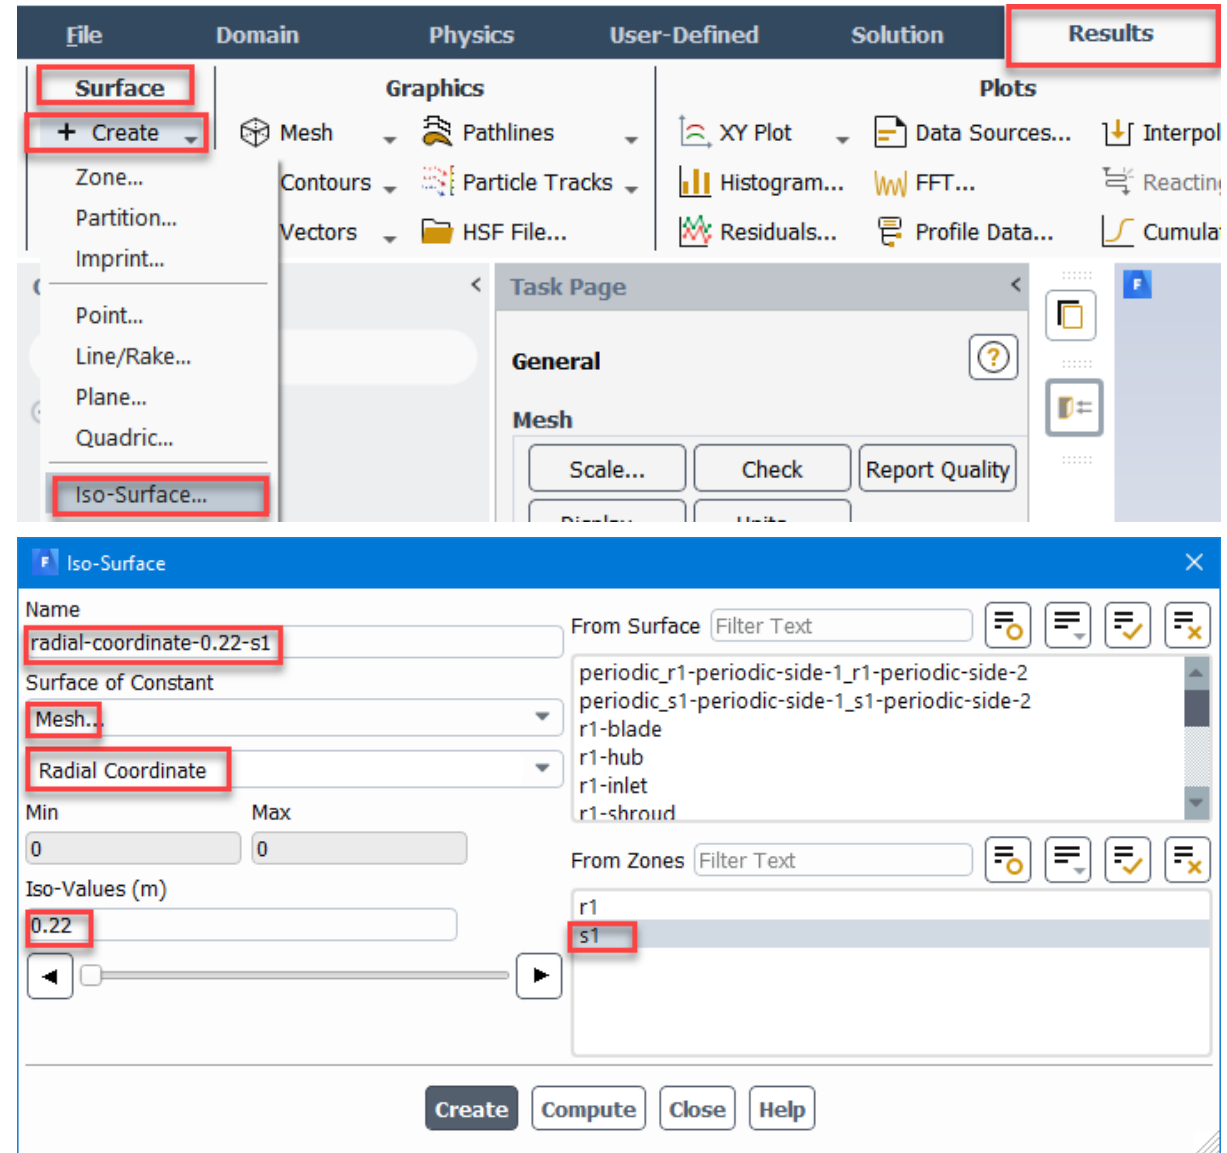 File Domain Physics User-Defined Solution Results
Surface Graphics Plots
+ Create Mesh Pathlines XY Plot Data Sources... Interpol
Zone... Contours Particle Tracks Histogram... FFT... Reacting
Partition...
Vectors HSF File... Residuals... Profile Data... Cumulat
Imprint...
Task Page
Point...
Line/Rake...
General
Plane...
Mesh
Quadric...
Scale... Check Report Quality
Iso-Surface...
Display... Units...
F Iso-Surface
Name
radial-coordinate-0.22-s1
Surface of Constant
Mesh...
Radial Coordinate
Min Max
0 0
Iso-Values (m)
0.22
From Surface Filter Text
periodic_r1-periodic-side-1_r1-periodic-side-2
periodic_s1-periodic-side-1_s1-periodic-side-2
r1-blade
r1-hub
r1-inlet
r1-shroud
From Zones Filter Text
r1
s1
Create Compute Close Help